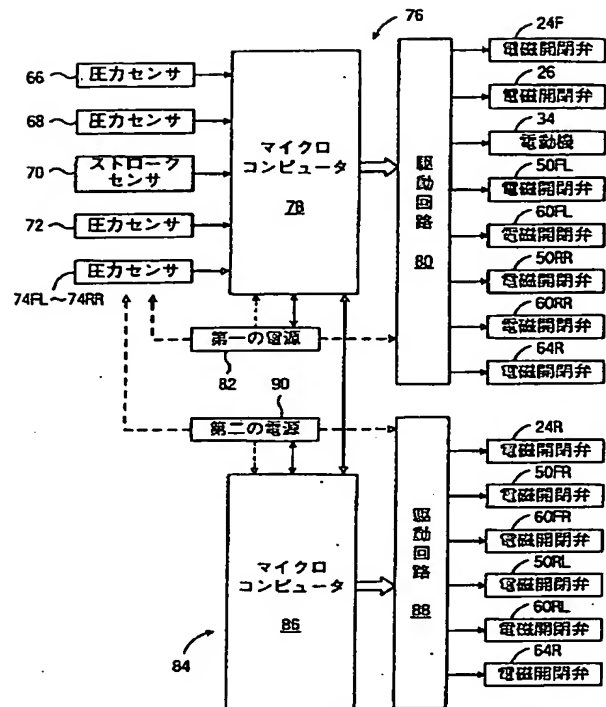 76
66
圧力センサ
68
圧力センサ
70
ストローク
センサ
72
圧力センサ
圧力センサ
74FL～74RR
マイクロ
コンピュータ
78
駆動回路
80
24F
電磁開閉弁
26
電磁開閉弁
34
電動機
50FL
電磁開閉弁
60FL
電磁開閉弁
50RR
電磁開閉弁
60RR
電磁開閉弁
64R
電磁開閉弁
第一の電源
82
90
第二の電源
マイクロ
コンピュータ
86
84
駆動回路
88
24R
電磁開閉弁
50FR
電磁開閉弁
60FR
電磁開閉弁
50RL
電磁開閉弁
60RL
電磁開閉弁
64R
電磁開閉弁